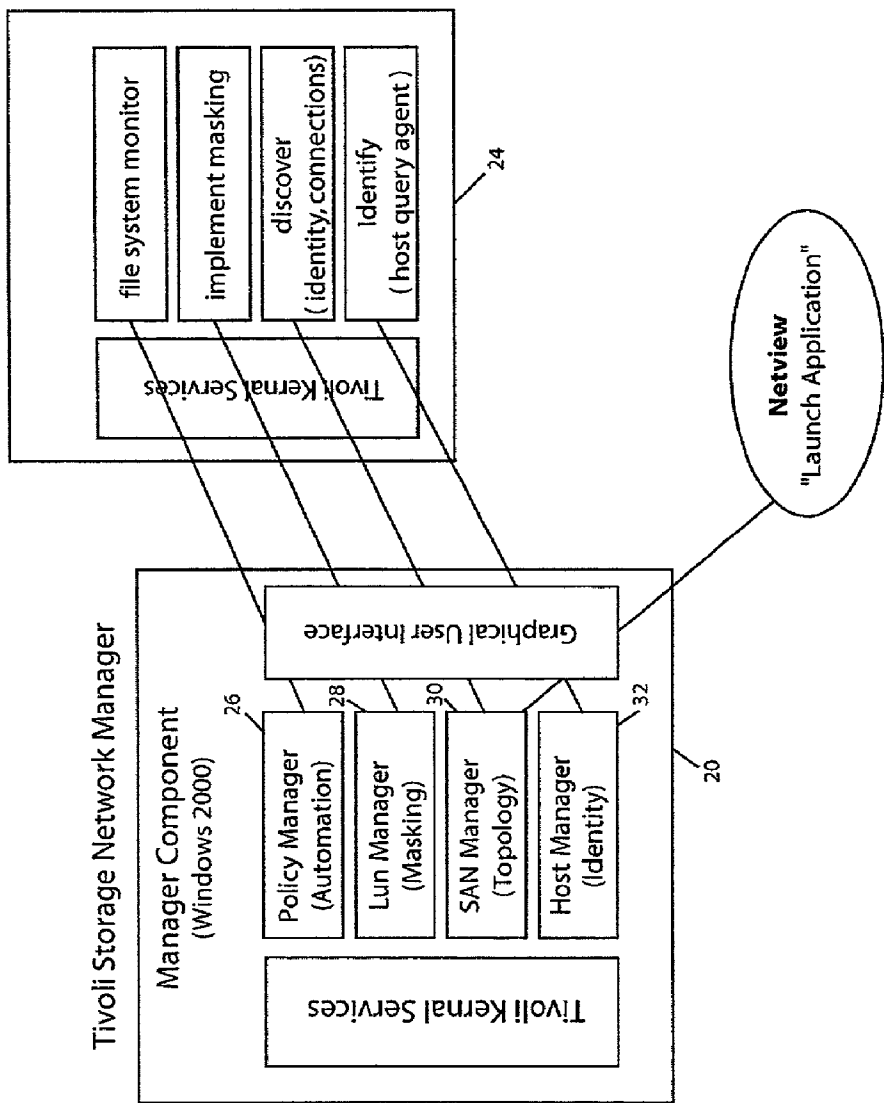 Tivoli Storage Network Manager
Manager Component
(Windows 2000)
Tivoli Kernal Services
Policy Manager
(Automation)
26
Lun Manager
(Masking)
28
SAN Manager
(Topology)
30
Host Manager
(Identity)
32
Graphical User Interface
20
Tivoli Kernal Services
file system monitor
implement masking
discover
(identity, connections)
Identify
(host query agent)
24
Netview
"Launch Application"